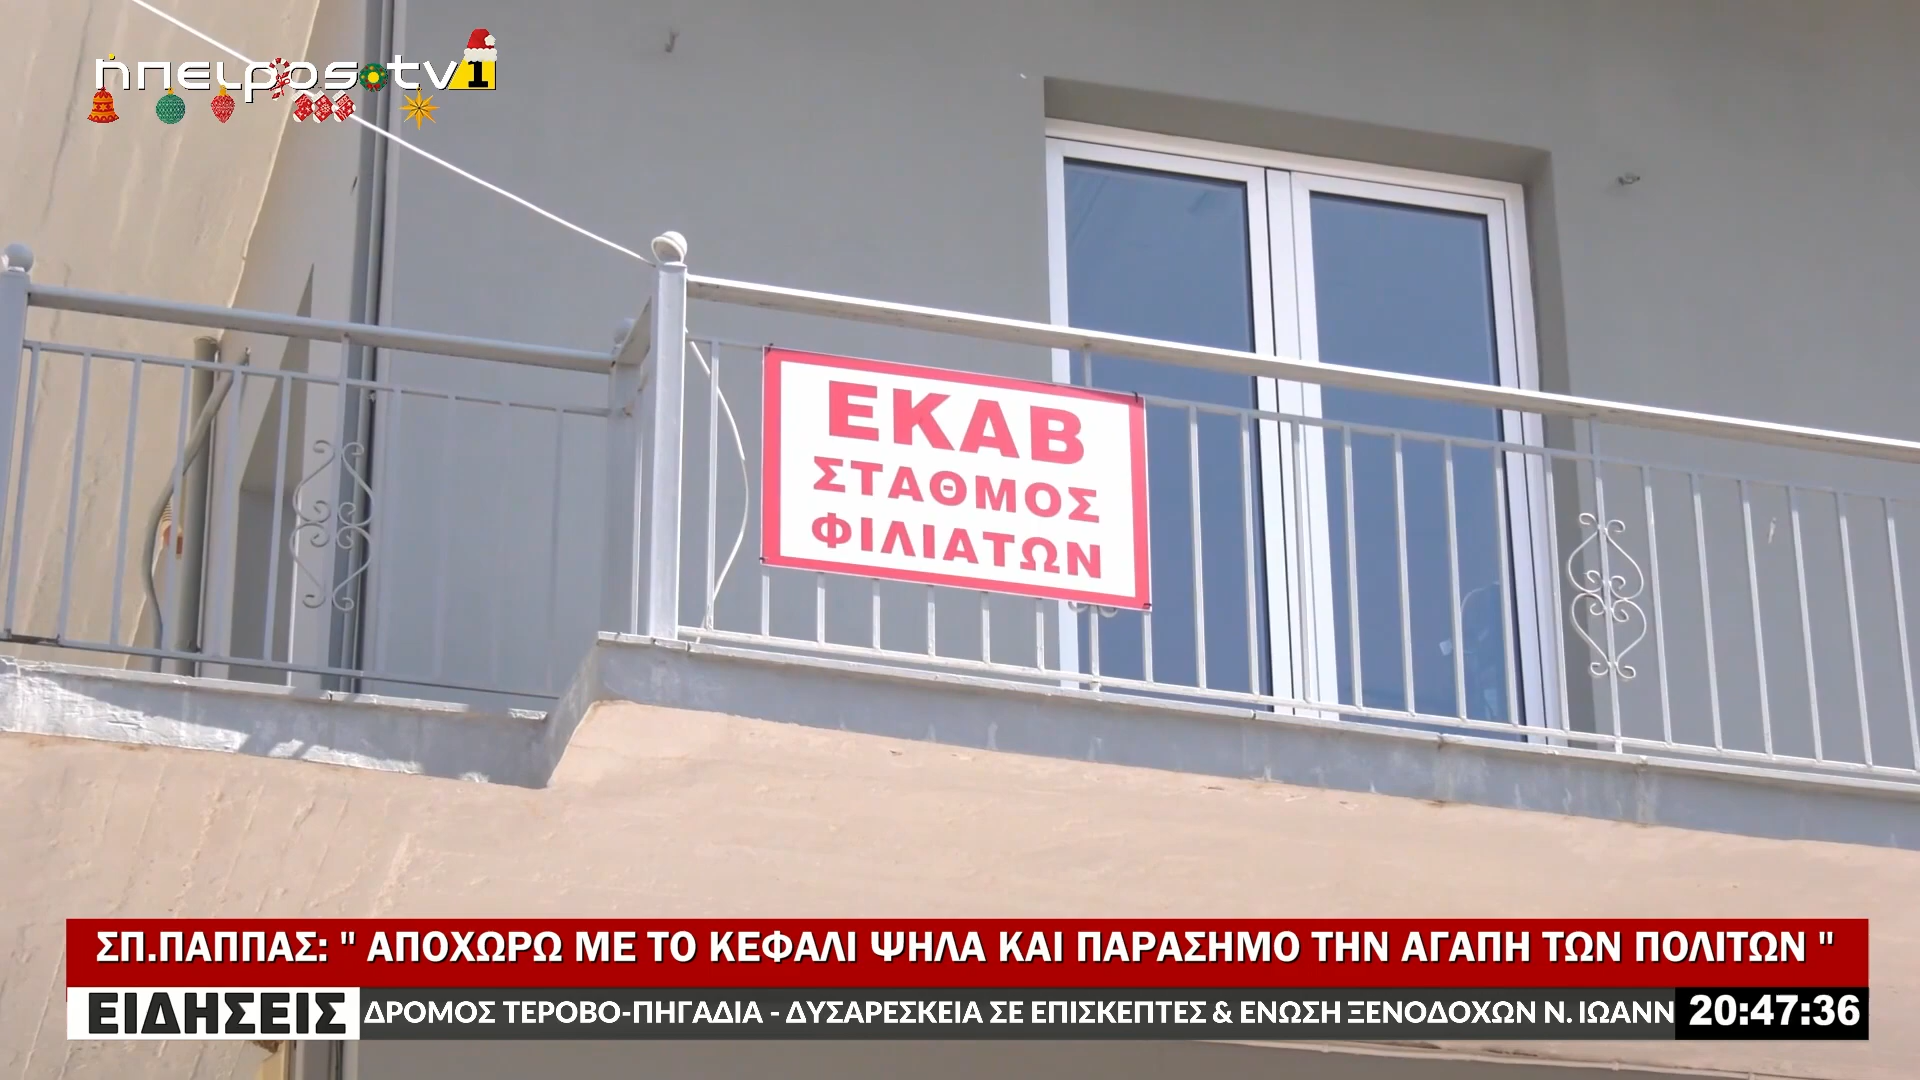 ήπειρος tv1
ΕΚΑΒ
ΣΤΑΘΜΟΣ
ΦΙΛΙΑΤΩΝ
ΣΠ.ΠΑΠΠΑΣ: " ΑΠΟΧΩΡΩ ΜΕ ΤΟ ΚΕΦΑΛΙ ΨΗΛΑ ΚΑΙ ΠΑΡΑΣΗΜΟ ΤΗΝ ΑΓΑΠΗ ΤΩΝ ΠΟΛΙΤΩΝ "
ΕΙΔΗΣΕΙΣ ΔΡΟΜΟΣ ΤΕΡΟΒΟ-ΠΗΓΑΔΙΑ - ΔΥΣΑΡΕΣΚΕΙΑ ΣΕ ΕΠΙΣΚΕΠΤΕΣ & ΕΝΩΣΗ ΞΕΝΟΔΟΧΩΝ Ν. ΙΩΑΝΝ 20:47:36